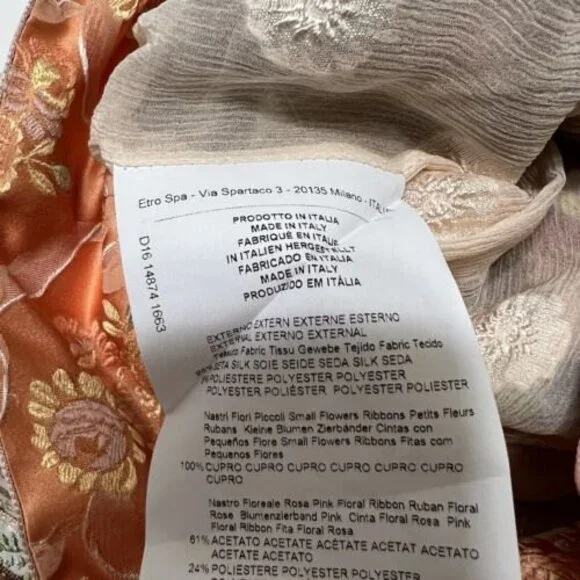 Etro Spa - Via Spartaco 3 - 20135 Milano -
PRODOTTO IN ITALIA
MADE IN ITALY
FABRIQUÉ EN ITALIE
IN ITALIEN HERGESTELLT
FABRICADO EN ITALIA
MADE IN ITALY
PRODUZIDO EM ITÀLIA
D16 14874 1663
ESTERNO EXTERN EXTERNE ESTERNO
EXTERNAL EXTERNO EXTERNAL
Tessuto Fabric Tissu Gewebe Tejido Fabric Tecido
SETA SILK SOIE SEIDE SEDA SILK SEDA
POLIESTERE POLYESTER POLYESTER
POLYESTER POLIESTER POLYESTER POLIESTER
Nastri Fiori Piccoli Small Flowers Ribbons Petits Fleurs
Rubans Kleine Blumen Zierbänder Cintas con
Pequeños Flore Small Flowers Ribbons Fitas com
Pequenos Flores
100% CUPRO CUPRO CUPRO CUPRO CUPRO CUPRO
CUPRO
Nastro Floreale Rosa Pink Floral Ribbon Ruban Floral
Rose Blumenzierband Pink Cinta Floral Rosa Pink
Floral Ribbon Fita Floral Rosa
61% ACETATO ACETATE ACÉTATE ACETAT ACETATO
ACETATE ACETATO
24% POLIESTERE POLYESTER POLYESTER